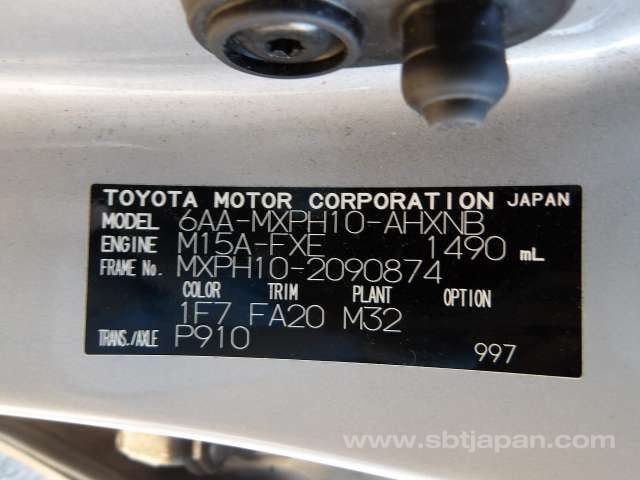 TOYOTA MOTOR CORPORATION JAPAN
MODEL 6AA-MXPH10-AHXNB
ENGINE M15A-FXE 1490 mL
FRAME No. MXPH10-2090874
COLOR TRIM PLANT OPTION
1F7 FA20 M32
TRANS./AXLE P910
997
www.sbtjapan.com